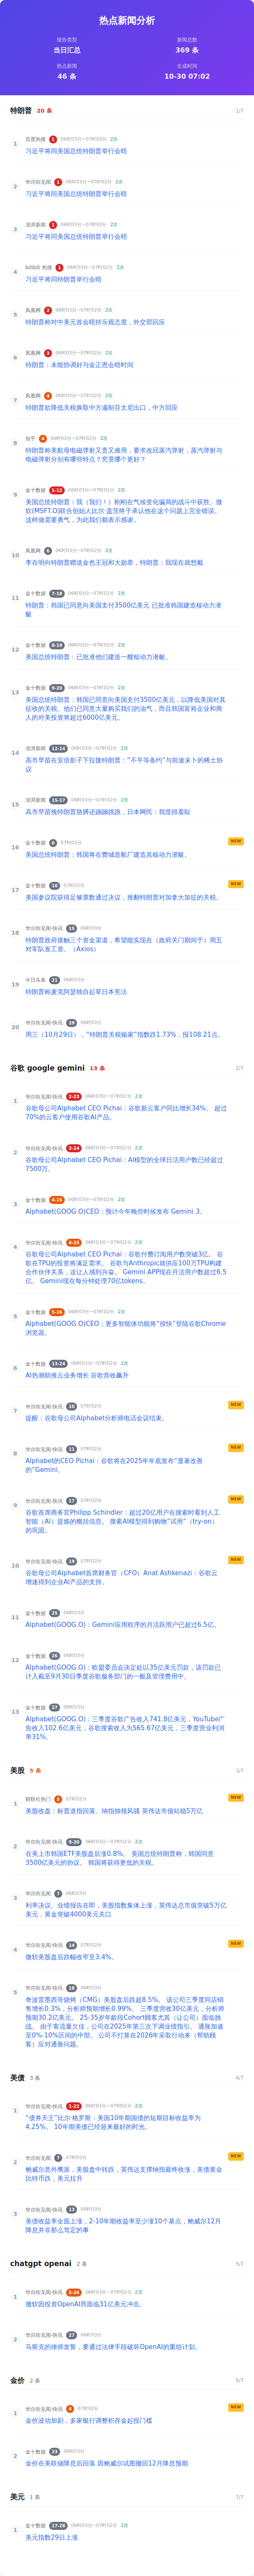 热点新闻分析
报告类型
当日汇总
新闻总数
369 条
热点新闻
46 条
生成时间
10-30 07:02
特朗普 20 条 1/7
1
百度热搜 1 06时03分~07时02分 2次
习近平将同美国总统特朗普举行会晤
2
华尔街见闻 1 06时03分~07时02分 2次
习近平将同美国总统特朗普举行会晤
3
澎湃新闻 1 06时03分~07时02分 2次
习近平将同美国总统特朗普举行会晤
4
bilibili 热搜 1 06时03分~07时02分 2次
习近平将同特朗普举行会晤
5
凤凰网 2 06时03分~07时02分 2次
特朗普称对中美元首会晤持乐观态度，外交部回应
6
凤凰网 3 06时03分~07时02分 2次
特朗普：未能协调好与金正恩会晤时间
7
凤凰网 4 06时03分~07时02分 2次
特朗普欲降低关税换取中方遏制芬太尼出口，中方回应
8
知乎 4 06时03分~07时02分 2次
特朗普称美航母电磁弹射又贵又难用，要求改回蒸汽弹射，蒸汽弹射与
电磁弹射分别有哪些特点？究竟哪个更好？
9
金十数据 1-12 06时03分~07时02分 2次
美国总统特朗普：我（我们！）刚刚在气候变化骗局的战斗中获胜。微
软(MSFT.O)联合创始人比尔·盖茨终于承认他在这个问题上完全错误。
这样做需要勇气，为此我们都表示感谢。
10
凤凰网 6 06时03分~07时02分 2次
李在明向特朗普赠送金色王冠和大勋章，特朗普：我现在就想戴
11
金十数据 7-18 06时03分~07时02分 2次
特朗普：韩国已同意向美国支付3500亿美元 已批准韩国建造核动力潜
艇
12
金十数据 8-19 06时03分~07时02分 2次
美国总统特朗普：已批准他们建造一艘核动力潜艇。
13
金十数据 9-20 06时03分~07时02分 2次
美国总统特朗普：韩国已同意向美国支付3500亿美元，以降低美国对其
征收的关税。他们已同意大量购买我们的油气，而且韩国富裕企业和商
人的对美投资将超过6000亿美元。
14
澎湃新闻 12-14 06时03分~07时02分 2次
高市早苗在安倍影子下拉拢特朗普：“不平等条约”与前途未卜的稀土协
议
15
澎湃新闻 15-17 06时03分~07时02分 2次
高市早苗挽特朗普胳膊还蹦蹦跳跳，日本网民：我觉得羞耻
16
金十数据 8 07时02分 NEW
美国总统特朗普：韩国将在费城造船厂建造其核动力潜艇。
17
金十数据 10 07时02分 NEW
美国参议院获得足够票数通过决议，推翻特朗普对加拿大加征的关税。
18
华尔街见闻-快讯 15 06时03分
特朗普政府接触三个资金渠道，希望能实现在（政府关门期间于）周五
对军队发工资。（Axios）
19
今日头条 21 06时03分
特朗普称麦克阿瑟独自起草日本宪法
20
华尔街见闻-快讯 29 06时03分
周三（10月29日），“特朗普关税输家”指数跌1.73%，报108.21点。
谷歌 google gemini 13 条 2/7
1
华尔街见闻-快讯 2-23 06时03分~07时02分 2次
谷歌母公司Alphabet CEO Pichai：谷歌新云客户同比增长34%。 超过
70%的云客户使用谷歌AI产品。
2
华尔街见闻-快讯 3-24 06时03分~07时02分 2次
谷歌母公司Alphabet CEO Pichai：AI模型的全球日活用户数已经超过
7500万。
3
金十数据 4-15 06时03分~07时02分 2次
Alphabet(GOOG.O)CEO：预计今年晚些时候发布 Gemini 3。
4
华尔街见闻-快讯 4-25 06时03分~07时02分 2次
谷歌母公司Alphabet CEO Pichai：谷歌付费订阅用户数突破3亿。 谷歌
在TPU的投资将满足需求。 谷歌与Anthropic就供应100万TPU构建
合作伙伴关系，这让人感到兴奋。 Gemini APP现在月活用户数超过6.5
亿。 Gemini现在每分钟处理70亿tokens。
5
金十数据 5-16 06时03分~07时02分 2次
Alphabet(GOOG.O)CEO：更多智能体功能将“很快”登陆谷歌Chrome
浏览器。
6
金十数据 13-24 06时03分~07时02分 2次
AI热潮助推云业务增长 谷歌营收飙升
7
华尔街见闻-快讯 10 07时02分 NEW
提醒：谷歌母公司Alphabet分析师电话会议结束。
8
华尔街见闻-快讯 11 07时02分 NEW
Alphabet的CEO Pichai：谷歌将在2025年年底发布“显著改善
的”Gemini。
9
华尔街见闻-快讯 17 07时02分 NEW
谷歌首席商务官Philipp Schindler：超过20亿用户在搜索时看到人工
智能（AI）提炼的概括信息。 搜索AI模型得到购物“试用”（try-on）
的巩固。
10
华尔街见闻-快讯 19 07时02分 NEW
谷歌母公司Alphabet首席财务官（CFO）Anat Ashkenazi：谷歌云
增速得到企业AI产品的支持。
11
金十数据 25 06时03分
Alphabet(GOOG.O)：Gemini应用程序的月活跃用户已超过6.5亿。
12
金十数据 26 06时03分
Alphabet(GOOG.O)：欧盟委员会决定处以35亿美元罚款，该罚款已
计入截至9月30日季度谷歌服务部门的一般及管理费用中。
13
金十数据 27 06时03分
Alphabet(GOOG.O)：三季度谷歌广告收入741.8亿美元，YouTube广
告收入102.6亿美元，谷歌搜索收入为565.67亿美元，三季度营业利润
率31%。
美股 5 条 3/7
1
财联社热门 5 07时02分 NEW
美股收盘：标普道指回落、纳指独领风骚 英伟达市值站稳5万亿
2
华尔街见闻-快讯 9-30 06时03分~07时02分 2次
在美上市韩国ETF美股盘后涨0.8%。 美国总统特朗普称，韩国同意
3500亿美元的协议。 韩国将获得更低的关税。
3
华尔街见闻 7 06时03分
利率决议、业绩报告在即，美股指数集体上涨，英伟达总市值突破5万亿
美元，黄金突破4000美元关口
4
华尔街见闻-快讯 14 07时02分 NEW
微软美股盘后跌幅收窄至3.4%。
5
华尔街见闻-快讯 18 06时03分
奇波雷墨西哥烧烤（CMG）美股盘后跌超8.5%。 该公司三季度同店销
售增长0.3%，分析师预期增长0.99%。 三季度营收30亿美元，分析师
预期30.2亿美元。 25-35岁年龄段Cohort顾客尤其（让公司）面临挑
战。 由于客流量欠佳，公司在2025年第三次下调业绩指引。 通胀加速
至0%-10%区间的中部。 公司不打算在2026年采取行动来（帮助顾
客）应对通胀问题。
美债 3 条 4/7
1
华尔街见闻-快讯 1-22 06时03分~07时02分 2次
“债券天王”比尔·格罗斯：美国10年期国债的短期目标收益率为
4.25%。 10年期美债已经迎来最好的时光。
2
华尔街见闻 7 07时02分 NEW
鲍威尔意外鹰派，美股盘中转跌，英伟达支撑纳指最终收涨，美债黄金
比特币跌，美元拉升
3
华尔街见闻-快讯 13 06时03分
美债收益率全面上涨，2-10年期收益率至少涨10个基点，鲍威尔12月
降息并非那么笃定的事
chatgpt openai 2 条 5/7
1
华尔街见闻-快讯 5-26 06时03分~07时02分 2次
微软因投资OpenAI而面临31亿美元冲击。
2
华尔街见闻-快讯 27 06时03分
马斯克的律师发誓，要通过法律手段破坏OpenAI的重组计划。
金价 2 条 6/7
1
华尔街见闻-快讯 4 07时02分 NEW
金价波动加剧，多家银行调整积存金起投门槛
2
金十数据 23 06时03分
金价在美联储降息后回落 因鲍威尔试图撤回12月降息预期
美元 1 条 7/7
1
金十数据 17-28 06时03分~07时02分 2次
美元指数29日上涨